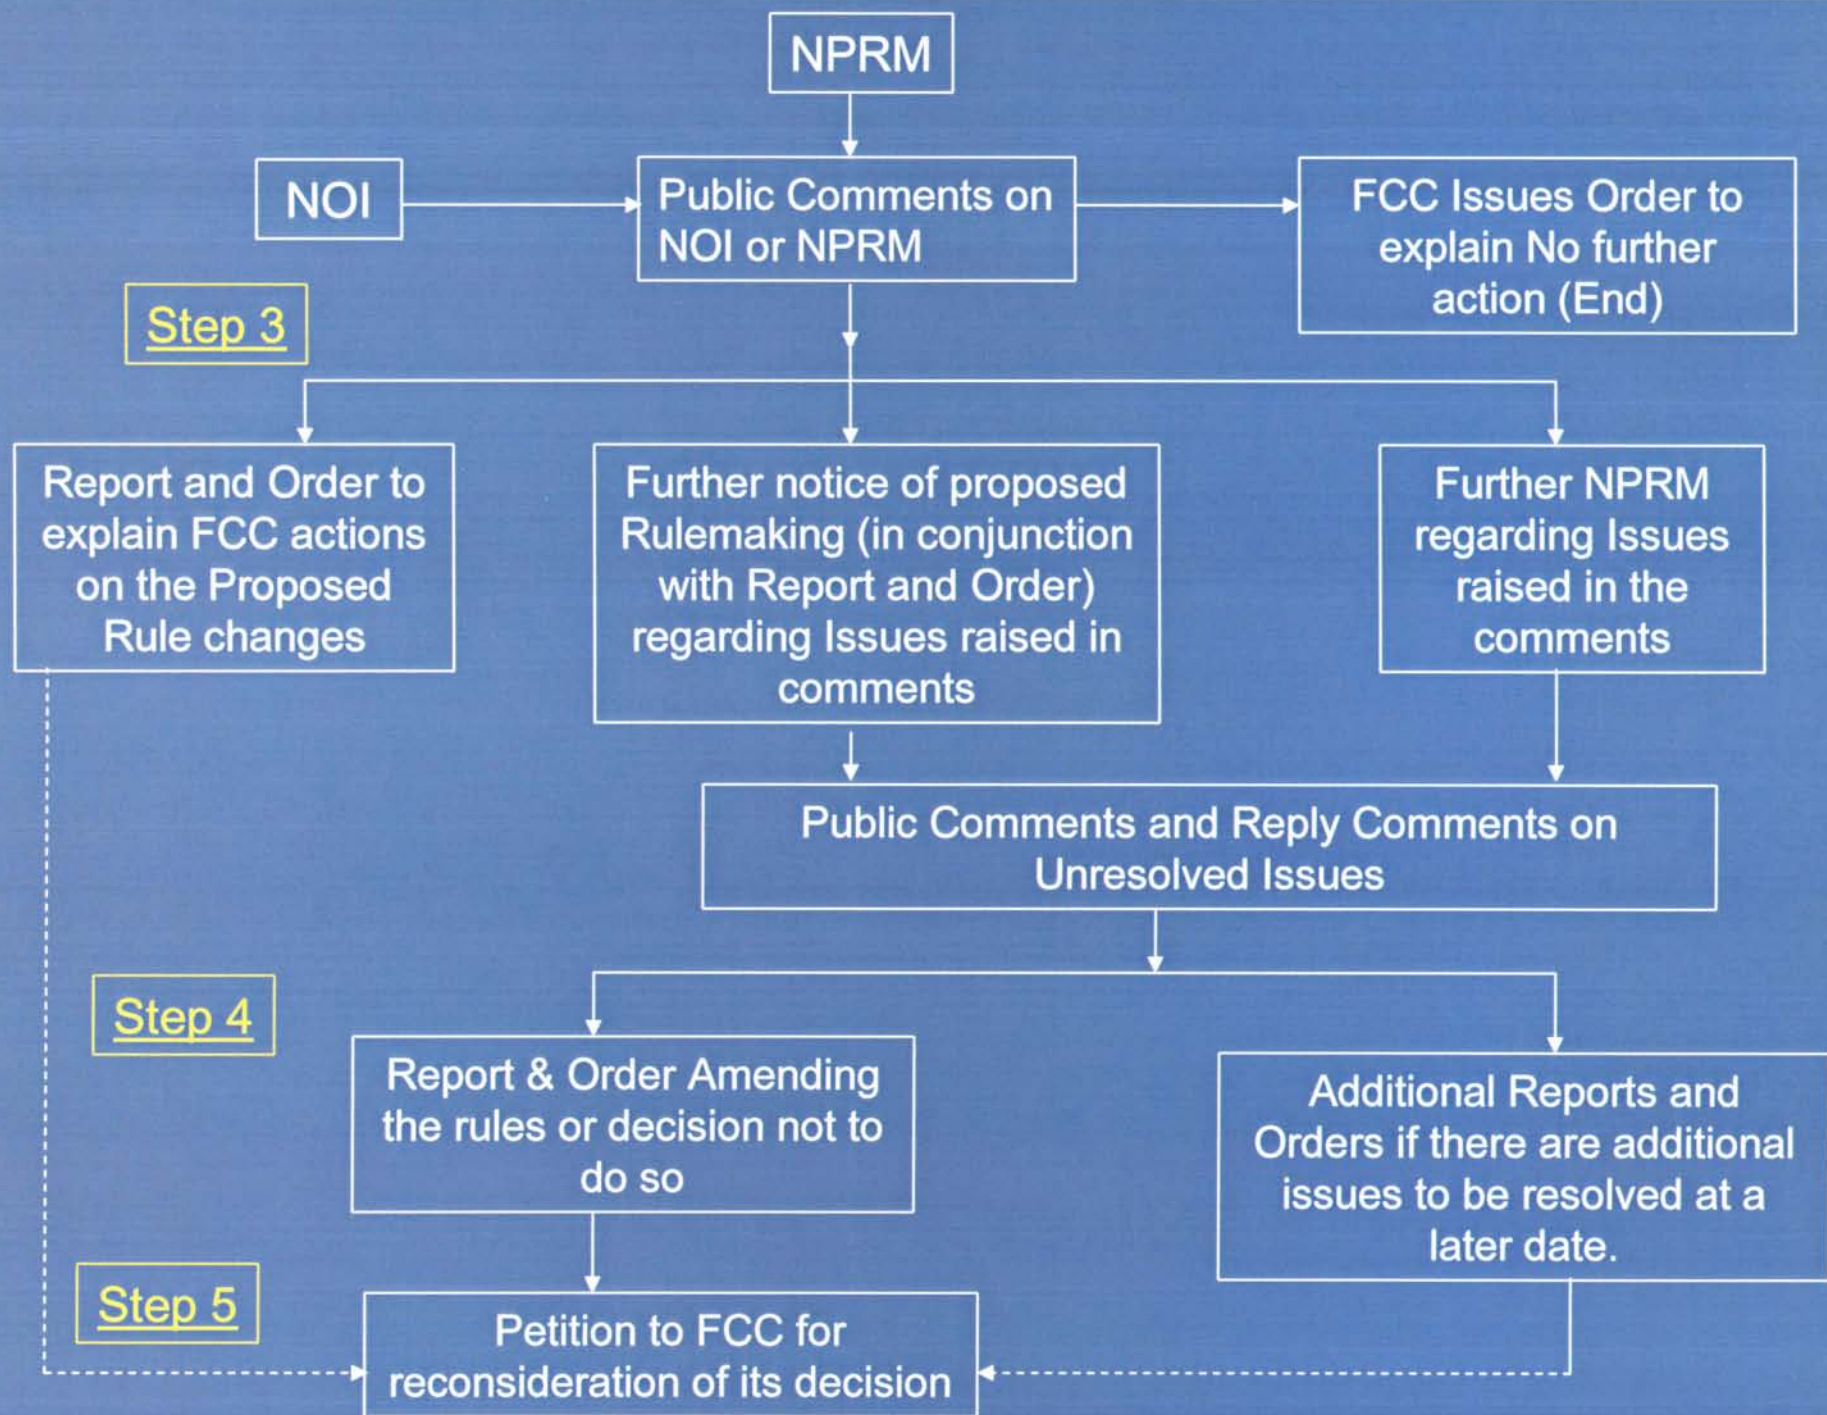 NPRM
NOI
Public Comments on
NOI or NPRM
FCC Issues Order to
explain No further
action (End)
Step 3
Report and Order to
explain FCC actions
on the Proposed
Rule changes
Further notice of proposed
Rulemaking (in conjunction
with Report and Order)
regarding Issues raised in
comments
Further NPRM
regarding Issues
raised in the
comments
Public Comments and Reply Comments on
Unresolved Issues
Step 4
Report & Order Amending
the rules or decision not to
do so
Additional Reports and
Orders if there are additional
issues to be resolved at a
later date.
Step 5
Petition to FCC for
reconsideration of its decision